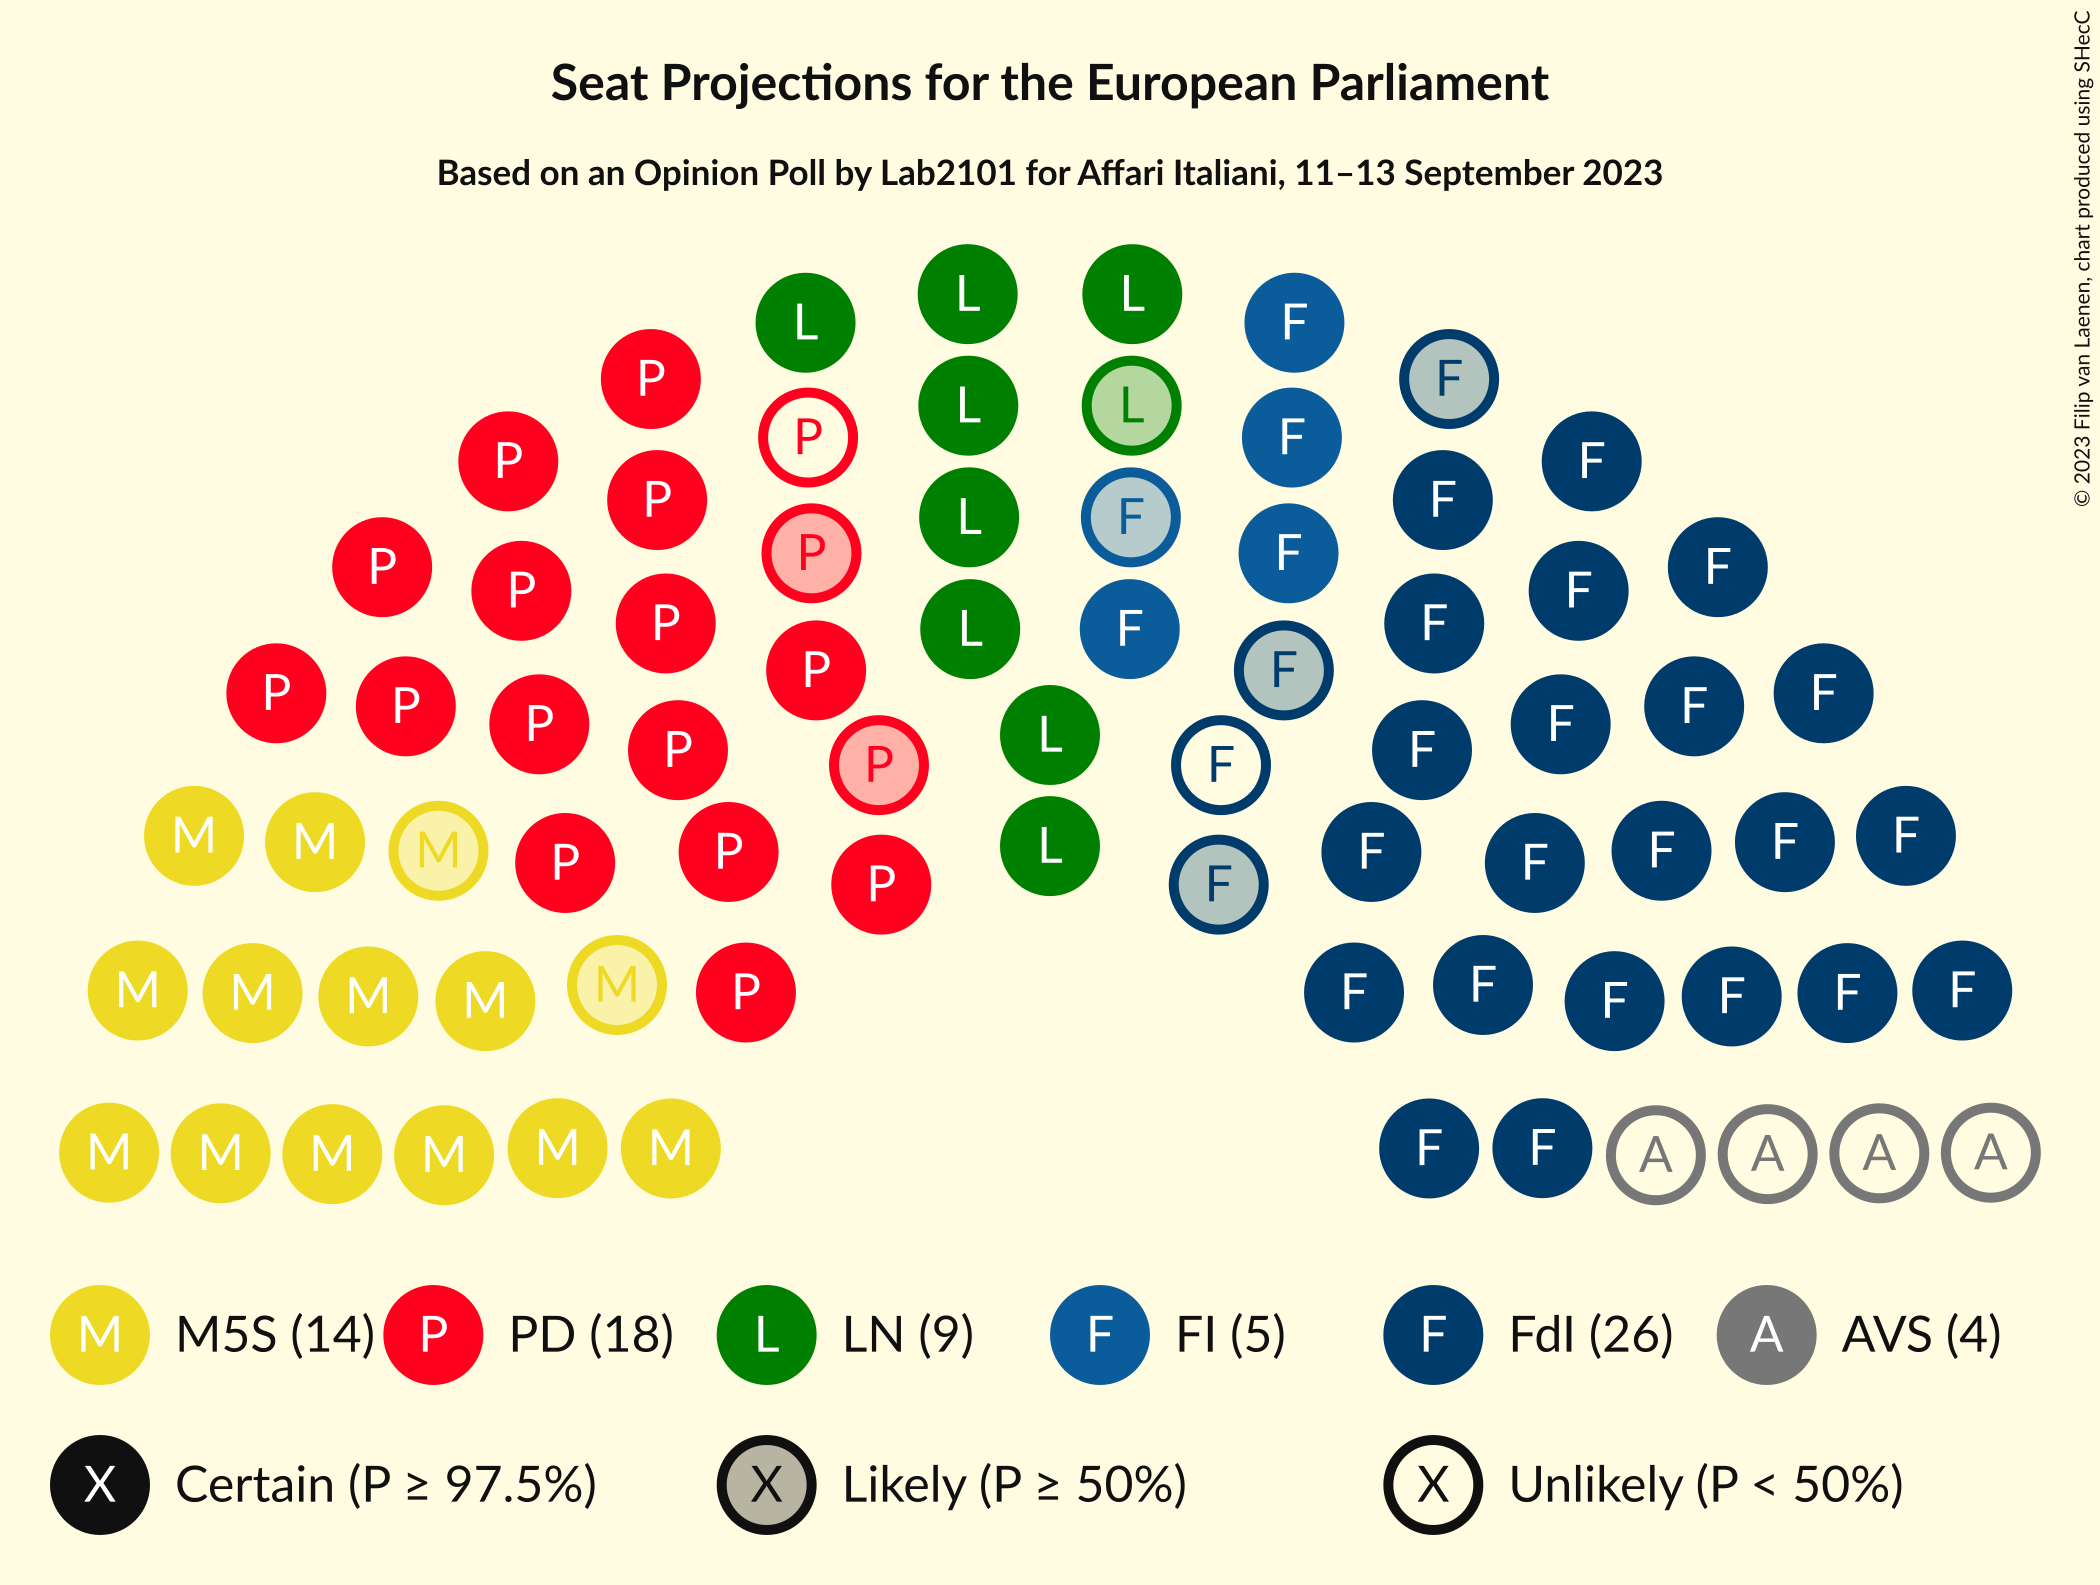 Seat Projections for the European Parliament
Based on an Opinion Poll by Lab2101 for Affari Italiani, 11–13 September 2023
© 2023 Filip van Laenen, chart produced using SHecC
L L
L F
P F
L L
P F
P P F F
L F
P F F
P F
P P F F
P F
L F
P F
P P F F
P P F F
P P F F
L
P F
M M M P P L F F F F F
P F
M M M M M P F F F F F F
M M M M M M F F A A A A
M M5S (14) P PD (18) L LN (9) F FI (5) F FdI (26) A AVS (4)
X Certain (P ≥ 97.5%) X Likely (P ≥ 50%) X Unlikely (P < 50%)